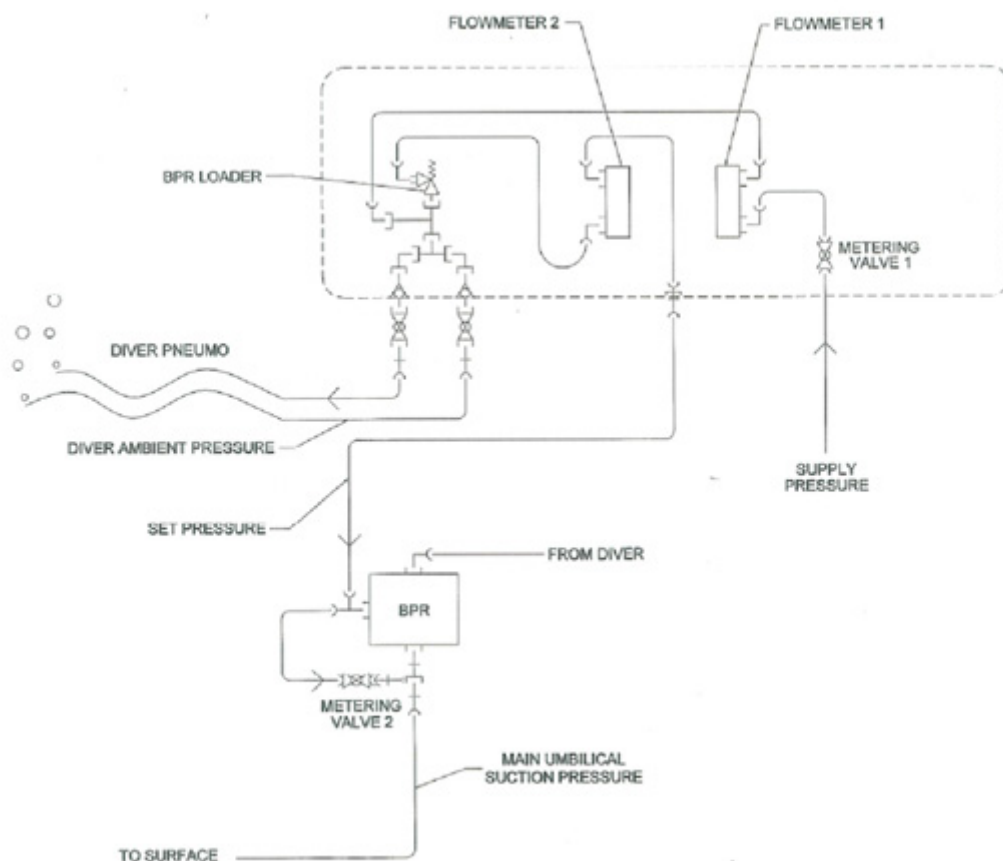 FLOWMETER 2
FLOWMETER 1
BPR LOADER
METERING
VALVE 1
DIVER PNEUMO
DIVER AMBIENT PRESSURE
SUPPLY
PRESSURE
SET PRESSURE
FROM DIVER
BPR
METERING
VALVE 2
MAIN UMBILICAL
SUCTION PRESSURE
TO SURFACE